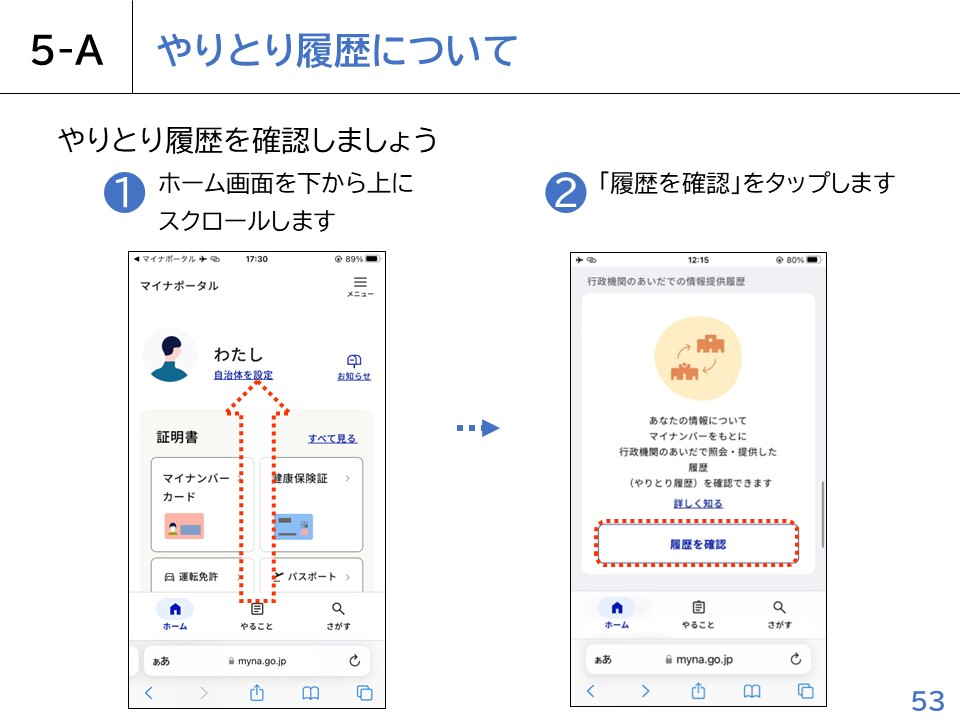 5-A
やりとり履歴について
やりとり履歴を確認しましょう
1
ホーム画面を下から上に
スクロールします
マイナポータル
17:30
89%
マイナポータル
メニュー
わたし
自治体を設定
お知らせ
証明書
すべて見る
マイナンバー
カード
健康保険証
運転免許
パスポート
ホーム
やること
さがす
ぁあ
myna.go.jp
2
「履歴を確認」をタップします
12:15
80%
行政機関のあいだでの情報提供履歴
あなたの情報について
マイナンバーをもとに
行政機関のあいだで照会・提供した
履歴
（やりとり履歴）を確認できます
詳しく知る
履歴を確認
ホーム
やること
さがす
ぁあ
myna.go.jp
53